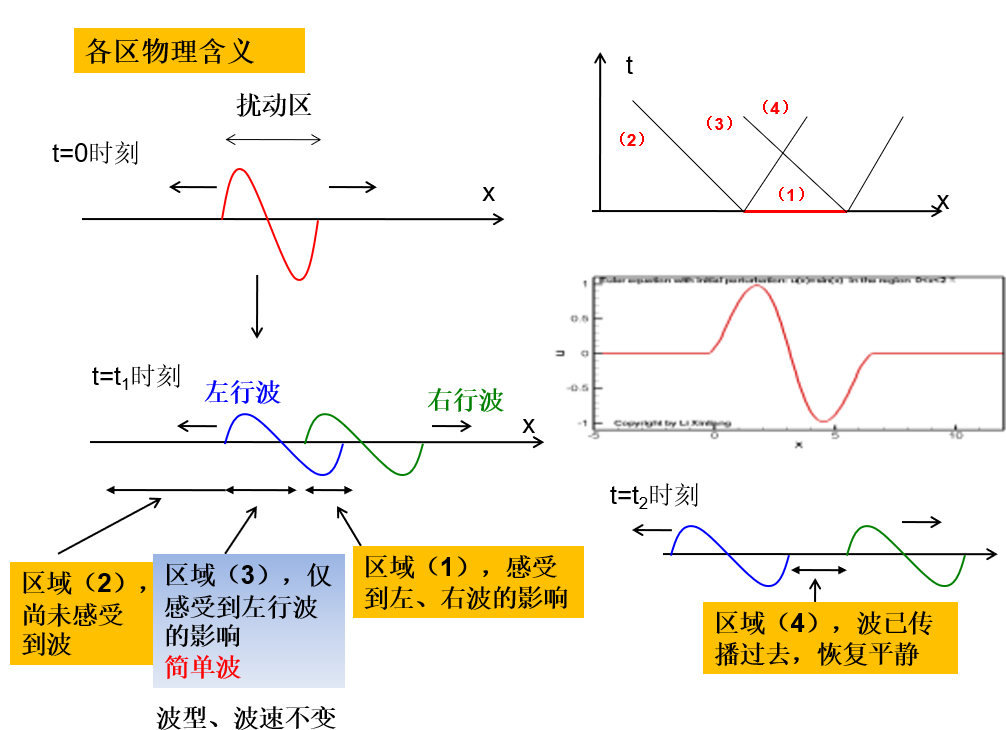 各区物理含义
扰动区
t=0时刻
x
t
（4）
（3）
（2）
（1）
x
Euler equation with initial perturbation: u(x)=sin(x) in the region
1
0.5
0
-0.5
-1
u
Copyright by Li Xinliang
-5
0
5
10
x
t=t1时刻
左行波
右行波
x
t=t2时刻
区域（2），
尚未感受
到波
区域（3），仅
感受到左行波
的影响
简单波
区域（1），感受
到左、右波的影响
区域（4），波已传
播过去，恢复平静
波型、波速不变